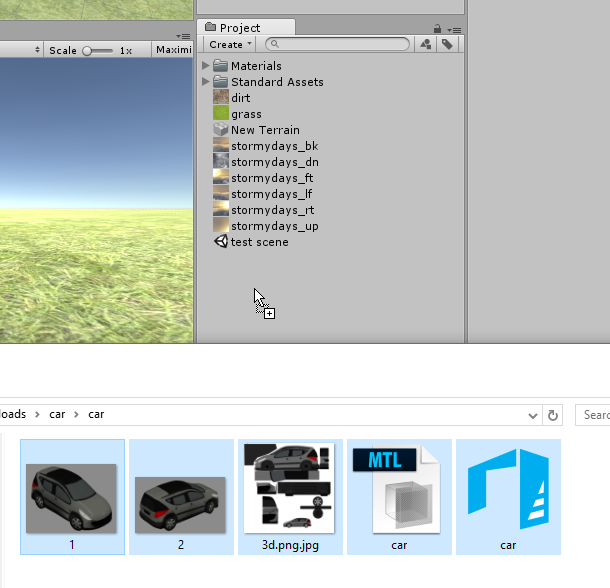 Project
Scale 1x Maximi
Create
Materials
Standard Assets
dirt
grass
New Terrain
stormydays_bk
stormydays_dn
stormydays_ft
stormydays_lf
stormydays_rt
stormydays_up
test scene
loads > car > car
Searc
MTL
1
2
3d.png.jpg
car
car